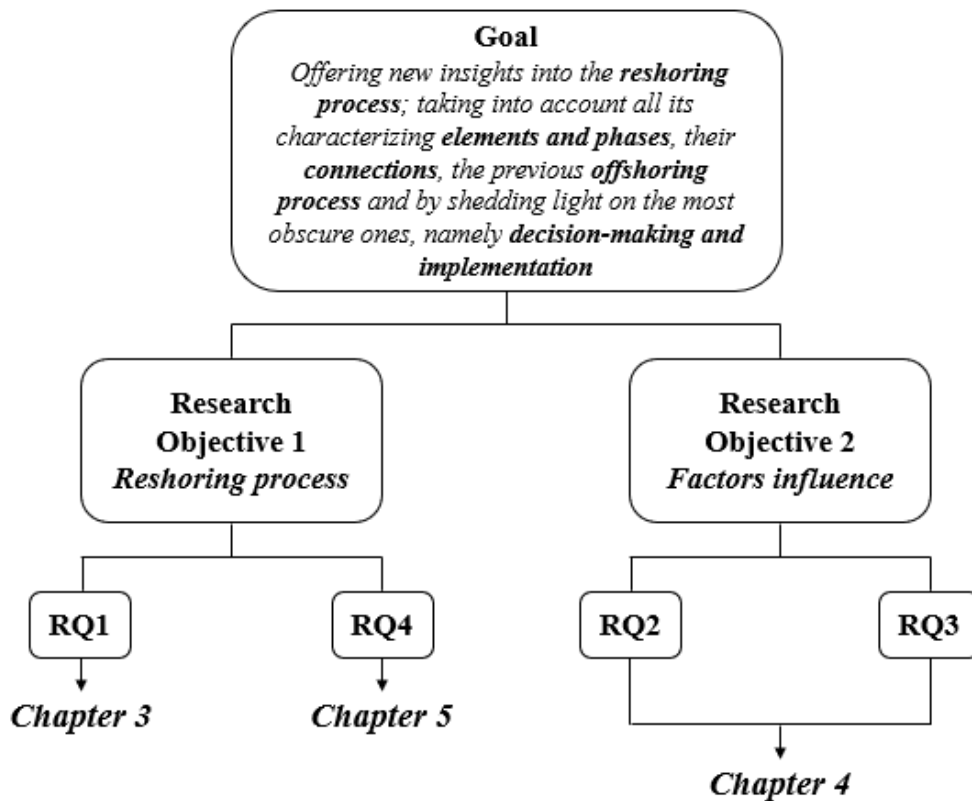 Goal
Offering new insights into the reshoring
process; taking into account all its
characterizing elements and phases, their
connections, the previous offshoring
process and by shedding light on the most
obscure ones, namely decision-making and
implementation
Research
Objective 1
Reshoring process
Research
Objective 2
Factors influence
RQ1
RQ4
RQ2
RQ3
Chapter 3
Chapter 5
Chapter 4